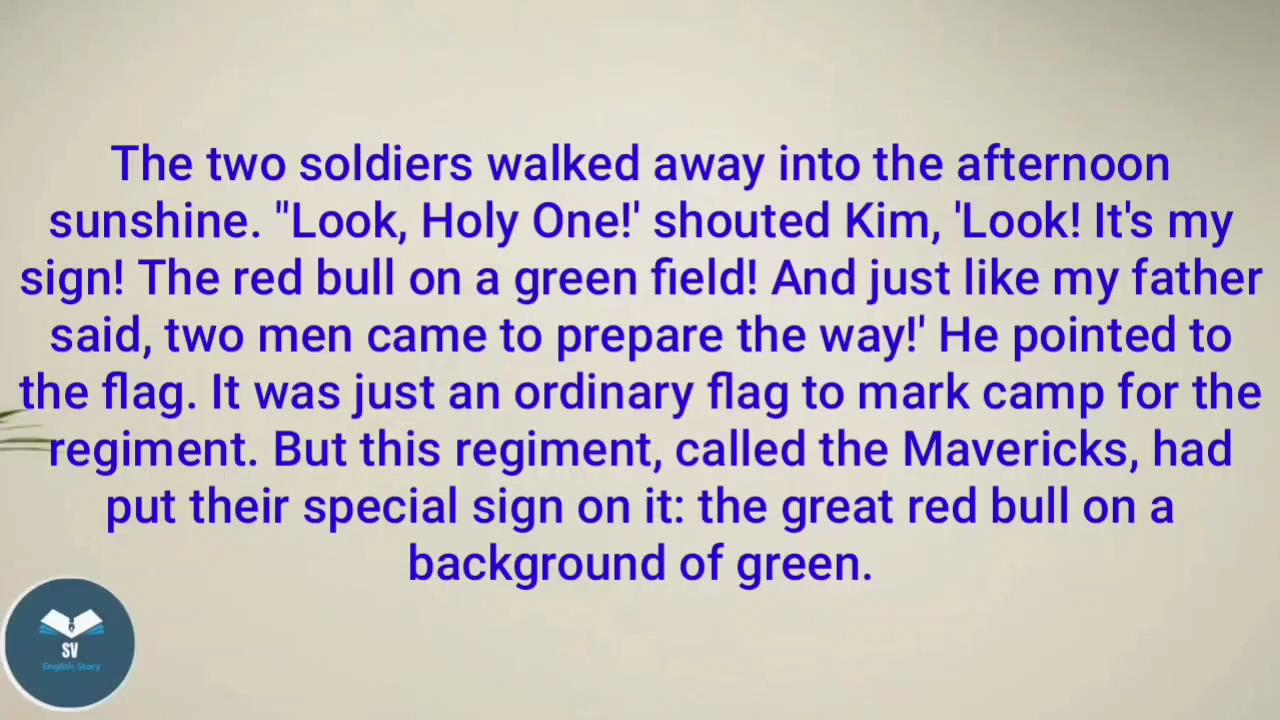 The two soldiers walked away into the afternoon
sunshine. "Look, Holy One!' shouted Kim, 'Look! It's my
sign! The red bull on a green field! And just like my father
said, two men came to prepare the way!' He pointed to
the flag. It was just an ordinary flag to mark camp for the
regiment. But this regiment, called the Mavericks, had
put their special sign on it: the great red bull on a
background of green.
SV
English Story